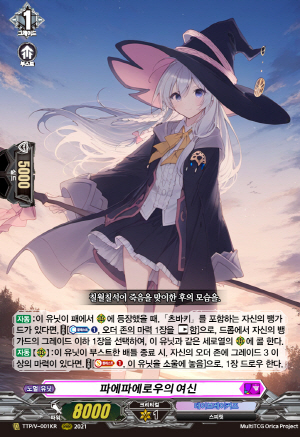 1
그레이드
부스트
5000
실드
칠월칠석이 죽음을 맞이한 후의 모습을.
자동:이 유닛이 패에서 에 등장했을 때, 「츠바키」를 포함하는 자신의 뱅가
드가 있다면, 1, 오더 존의 마력 1장을 함]으로, 드롭에서 자신의 뱅
가드의 그레이드 이하 1장을 선택하여, 이 유닛과 같은 세로열의 에 콜 한다.
자동 :이 유닛이 부스트한 배틀 종료 시, 자신의 오더 존에 그레이드 3 이
상의 마력이 있다면, 1, 이 유닛을 소울에 놓음]으로, 1장 드로우 한다.
노멀 유닛
파에파에로우의 여신
파워
8000
크리티컬
1
TTP/V-001KR
2021
MultiTCG Orica Project